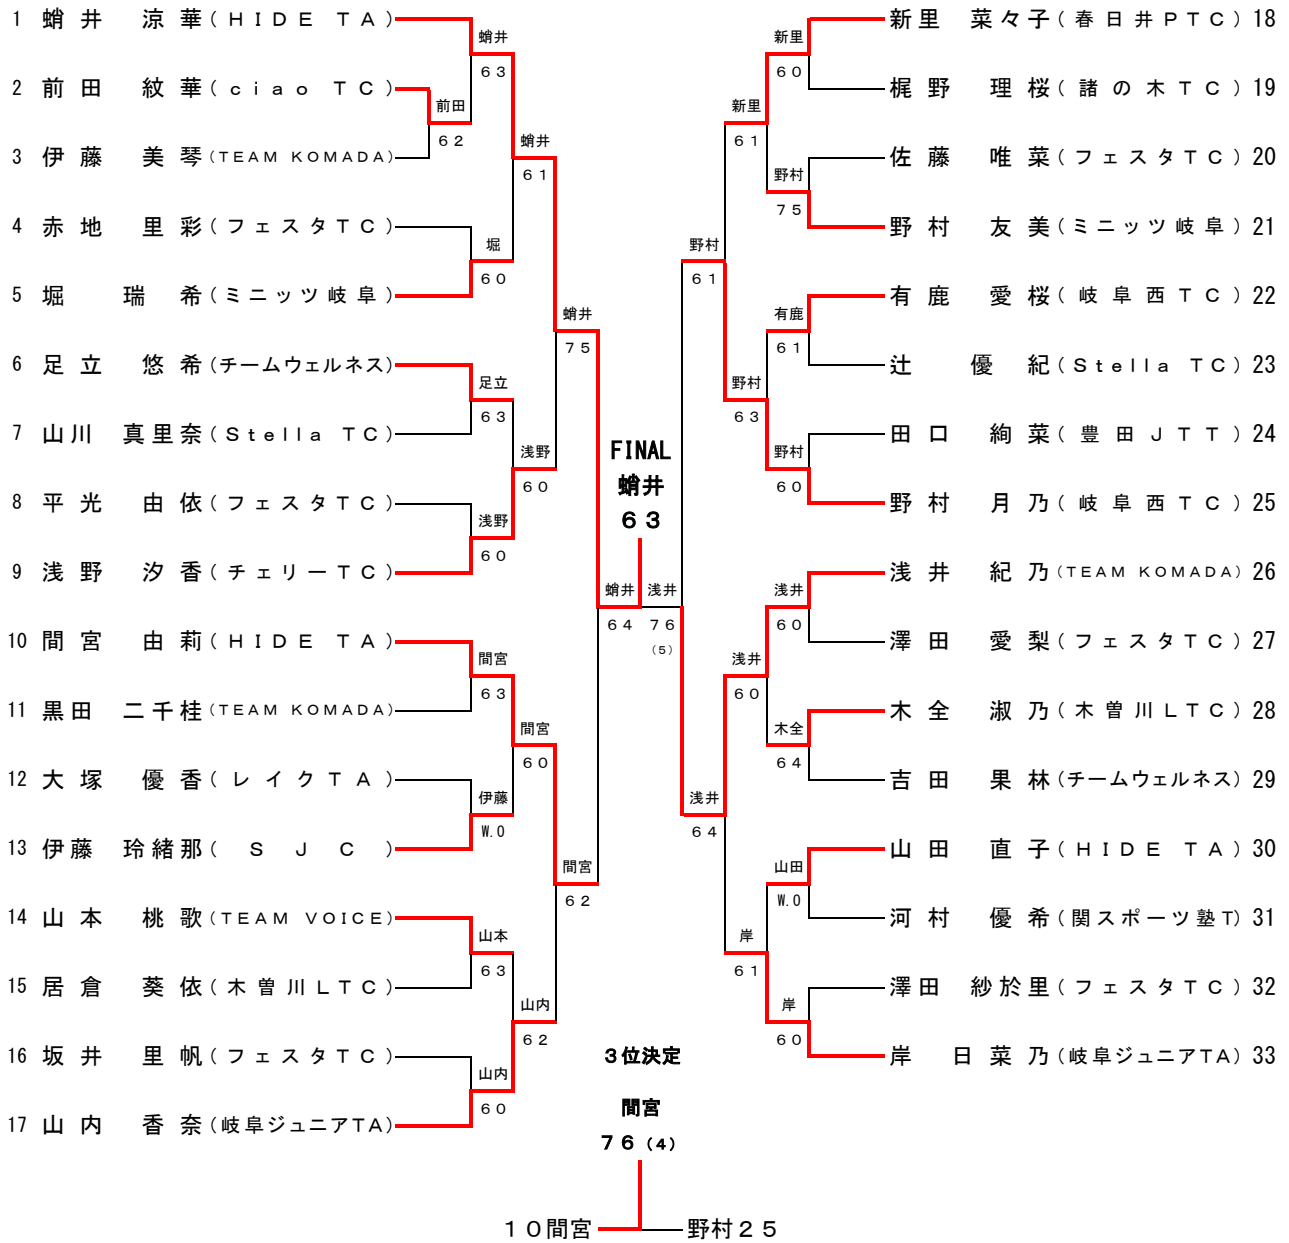 1 蛸井 涼華(HIDE TA)
2 前田 紋華(ciao TC)
3 伊藤 美琴(TEAM KOMADA)
4 赤地 里彩(フェスタTC)
5 堀 瑞希(ミニッツ岐阜)
6 足立 悠希(チームウェルネス)
7 山川 真里奈(Stella TC)
8 平光 由依(フェスタTC)
9 浅野 汐香(チェリーTC)
10 間宮 由莉(HIDE TA)
11 黒田 二千桂(TEAM KOMADA)
12 大塚 優香(レイクTA)
13 伊藤 玲緒那(SJC)
14 山本 桃歌(TEAM VOICE)
15 居倉 葵依(木曽川LTC)
16 坂井 里帆(フェスタTC)
17 山内 香奈(岐阜ジュニアTA)
前田
62
蛸井
63
堀
60
足立
63
浅野
60
間宮
63
伊藤
W.O
山本
63
山内
60
蛸井
61
浅野
60
間宮
60
山内
62
蛸井
75
間宮
62
蛸井
64
FINAL
蛸井
63
浅井
76
(5)
野村
61
浅井
64
新里
61
野村
63
浅井
60
岸
61
新里
60
野村
75
有鹿
61
野村
60
浅井
60
木全
64
山田
W.O
岸
60
新里 菜々子(春日井PTC) 18
梶野 理桜(諸の木TC) 19
佐藤 唯菜(フェスタTC) 20
野村 友美(ミニッツ岐阜) 21
有鹿 愛桜(岐阜西TC) 22
辻 優紀(Stella TC) 23
田口 絢菜(豊田JTT) 24
野村 月乃(岐阜西TC) 25
浅井 紀乃(TEAM KOMADA) 26
澤田 愛梨(フェスタTC) 27
木全 淑乃(木曽川LTC) 28
吉田 果林(チームウェルネス) 29
山田 直子(HIDE TA) 30
河村 優希(関スポーツ塾T) 31
澤田 紗於里(フェスタTC) 32
岸 日菜乃(岐阜ジュニアTA) 33
3位決定
間宮
76(4)
10間宮 野村25